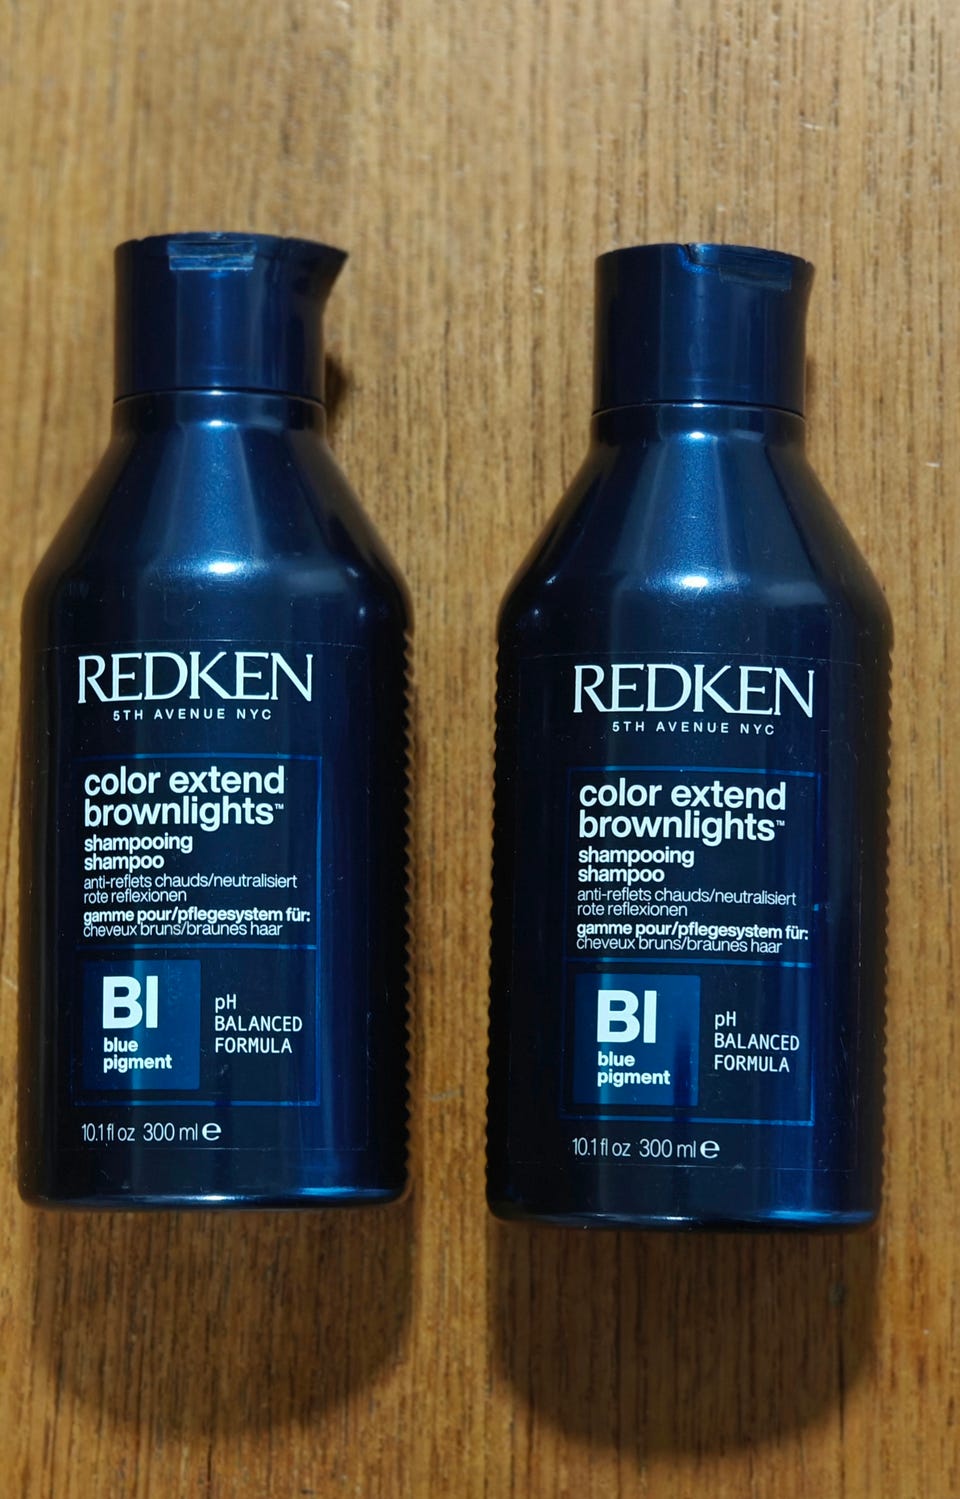 REDKEN
5TH AVENUE NYC
color extend
brownlights™
shampooing
shampoo
anti-reflets chauds/neutralisiert
rote reflexionen
gamme pour/pflegesystem für:
cheveux bruns/braunes haar
BI
blue
pigment
pH
BALANCED
FORMULA
10.1 fl oz 300 ml e
REDKEN
5TH AVENUE NYC
color extend
brownlights™
shampooing
shampoo
anti-reflets chauds/neutralisiert
rote reflexionen
gamme pour/pflegesystem für:
cheveux bruns/braunes haar
BI
blue
pigment
pH
BALANCED
FORMULA
10.1 fl oz 300 ml e